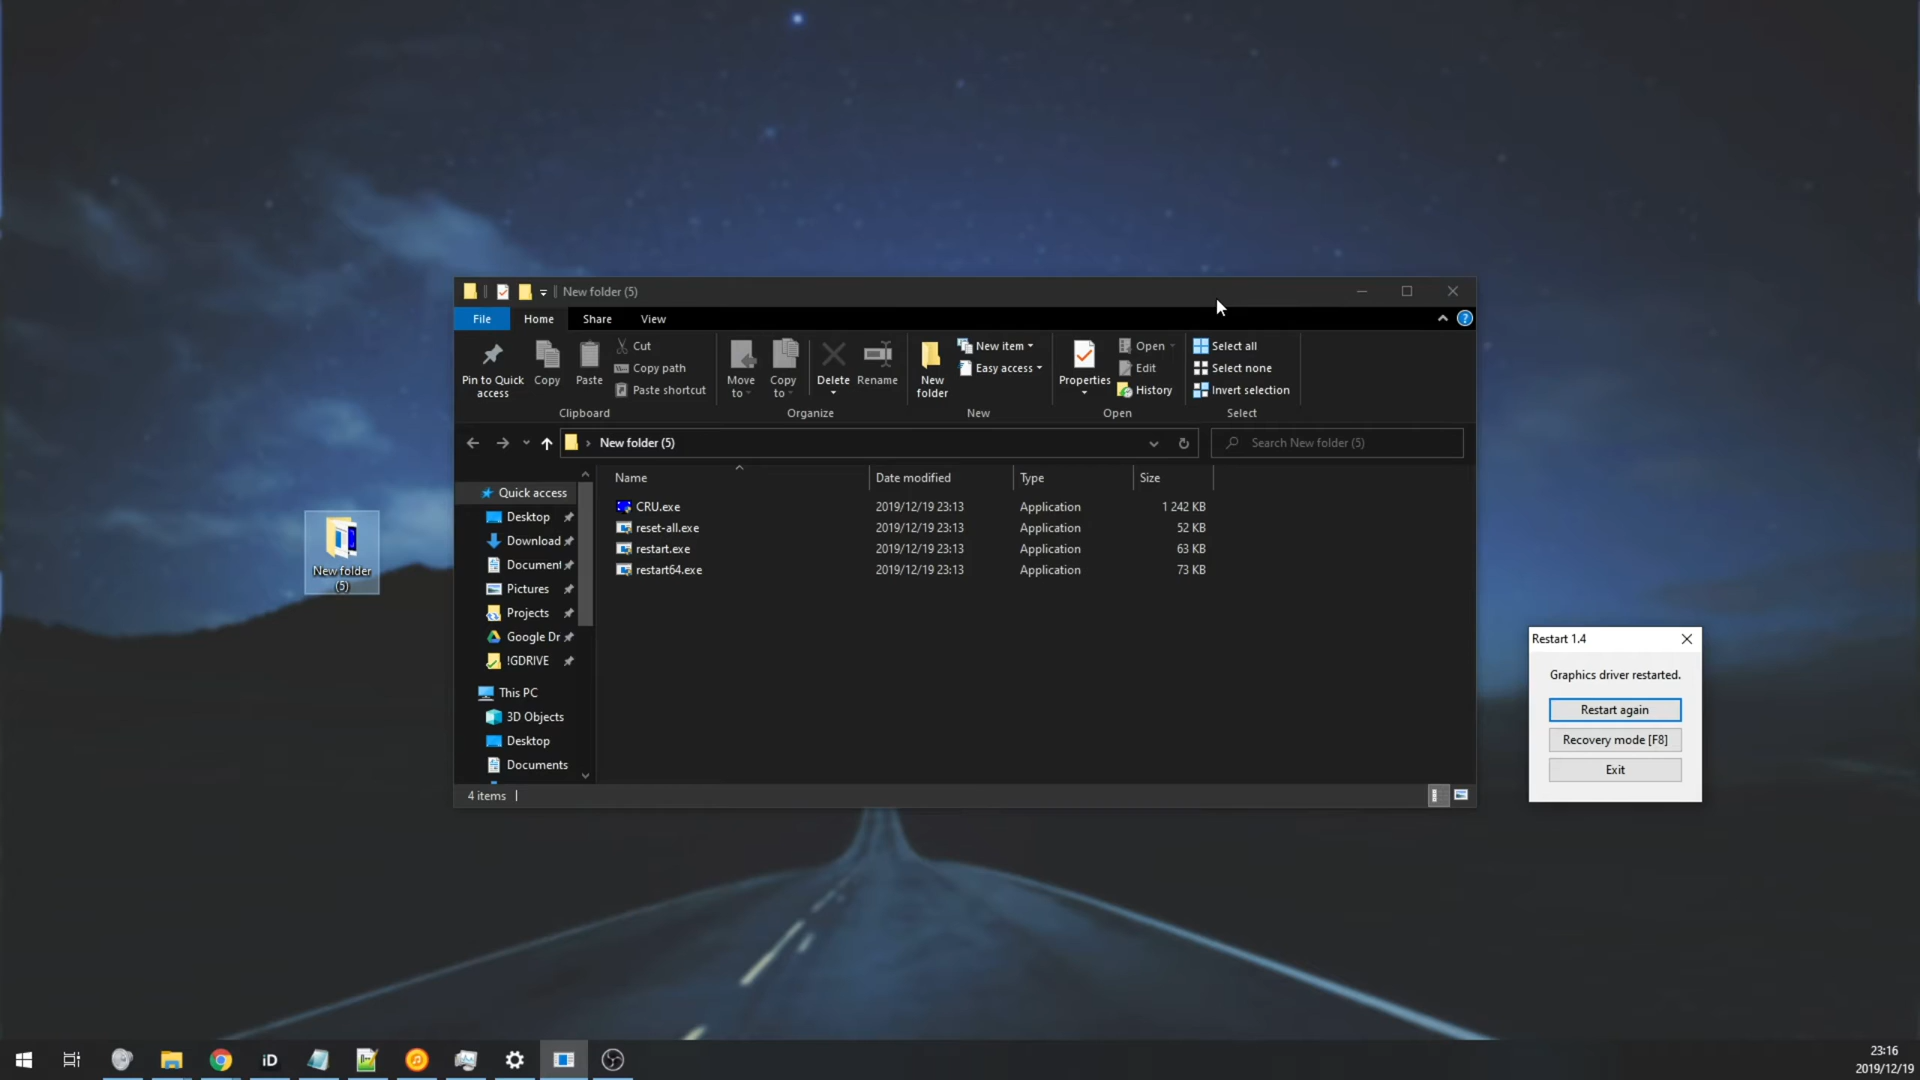 New folder (5)
File Home Share View
Pin to Quick access
Copy
Paste
Cut
Copy path
Paste shortcut
Clipboard
Move to
Copy to
Delete
Rename
Organize
New folder
New item
Easy access
New
Properties
Open
Edit
History
Open
Select all
Select none
Invert selection
Select
New folder (5)
Search New folder (5)
Name Date modified Type Size
CRU.exe 2019/12/19 23:13 Application 1 242 KB
reset-all.exe 2019/12/19 23:13 Application 52 KB
restart.exe 2019/12/19 23:13 Application 63 KB
restart64.exe 2019/12/19 23:13 Application 73 KB
Quick access
Desktop
Download
Document
Pictures
Projects
Google Dr
!GDRIVE
This PC
3D Objects
Desktop
Documents
4 items
New folder
(5)
Restart 1.4
Graphics driver restarted.
Restart again
Recovery mode [F8]
Exit
iD
23:16
2019/12/19